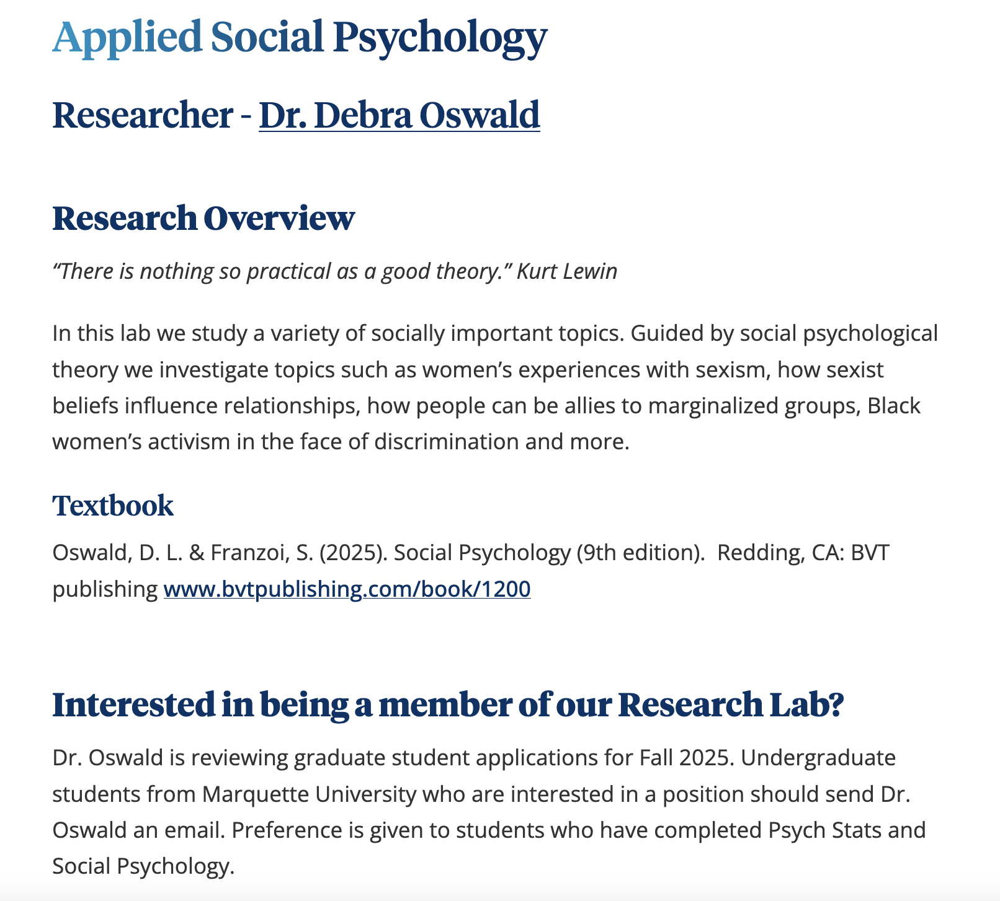 Applied Social Psychology
Researcher - Dr. Debra Oswald
Research Overview
“There is nothing so practical as a good theory.” Kurt Lewin
In this lab we study a variety of socially important topics. Guided by social psychological
theory we investigate topics such as women’s experiences with sexism, how sexist
beliefs influence relationships, how people can be allies to marginalized groups, Black
women’s activism in the face of discrimination and more.
Textbook
Oswald, D. L. & Franzoi, S. (2025). Social Psychology (9th edition).  Redding, CA: BVT
publishing www.bvtpublishing.com/book/1200
Interested in being a member of our Research Lab?
Dr. Oswald is reviewing graduate student applications for Fall 2025. Undergraduate
students from Marquette University who are interested in a position should send Dr.
Oswald an email. Preference is given to students who have completed Psych Stats and
Social Psychology.